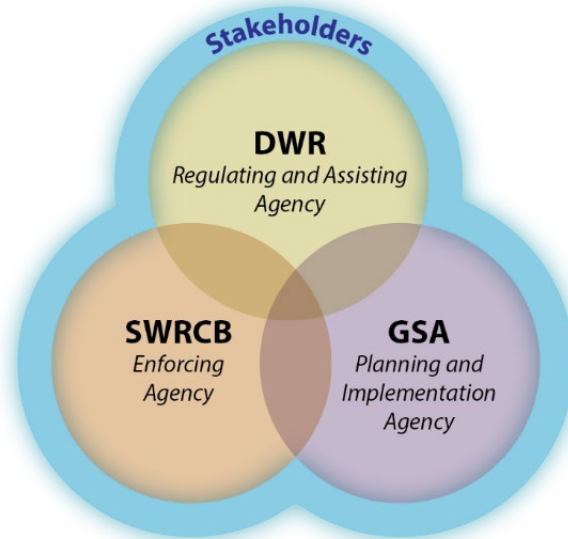 Stakeholders
DWR
Regulating and Assisting
Agency
SWRCB
Enforcing
Agency
GSA
Planning and
Implementation
Agency